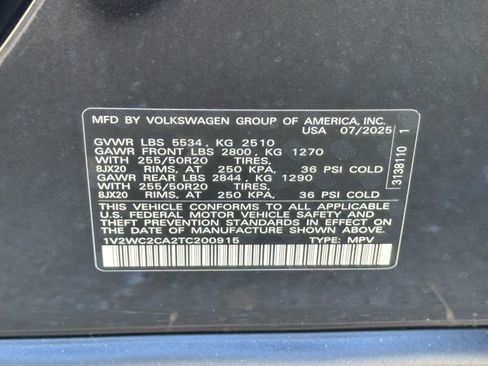 MFD BY VOLKSWAGEN GROUP OF AMERICA, INC.
USA 07/2025
GVWR LBS 5534, KG 2510
GAWR FRONT LBS 2800, KG 1270
WITH 255/50R20 TIRES,
8JX20 RIMS, AT 250 KPA, 36 PSI COLD
GAWR REAR LBS 2844, KG 1290
WITH 255/50R20 TIRES,
8JX20 RIMS, AT 250 KPA, 36 PSI COLD
THIS VEHICLE CONFORMS TO ALL APPLICABLE
U.S. FEDERAL MOTOR VEHICLE SAFETY AND
THEFT PREVENTION STANDARDS IN EFFECT ON
THE DATE OF MANUFACTURE SHOWN ABOVE.
1V2WC2CA2TC200915 TYPE: MPV
3138110 1